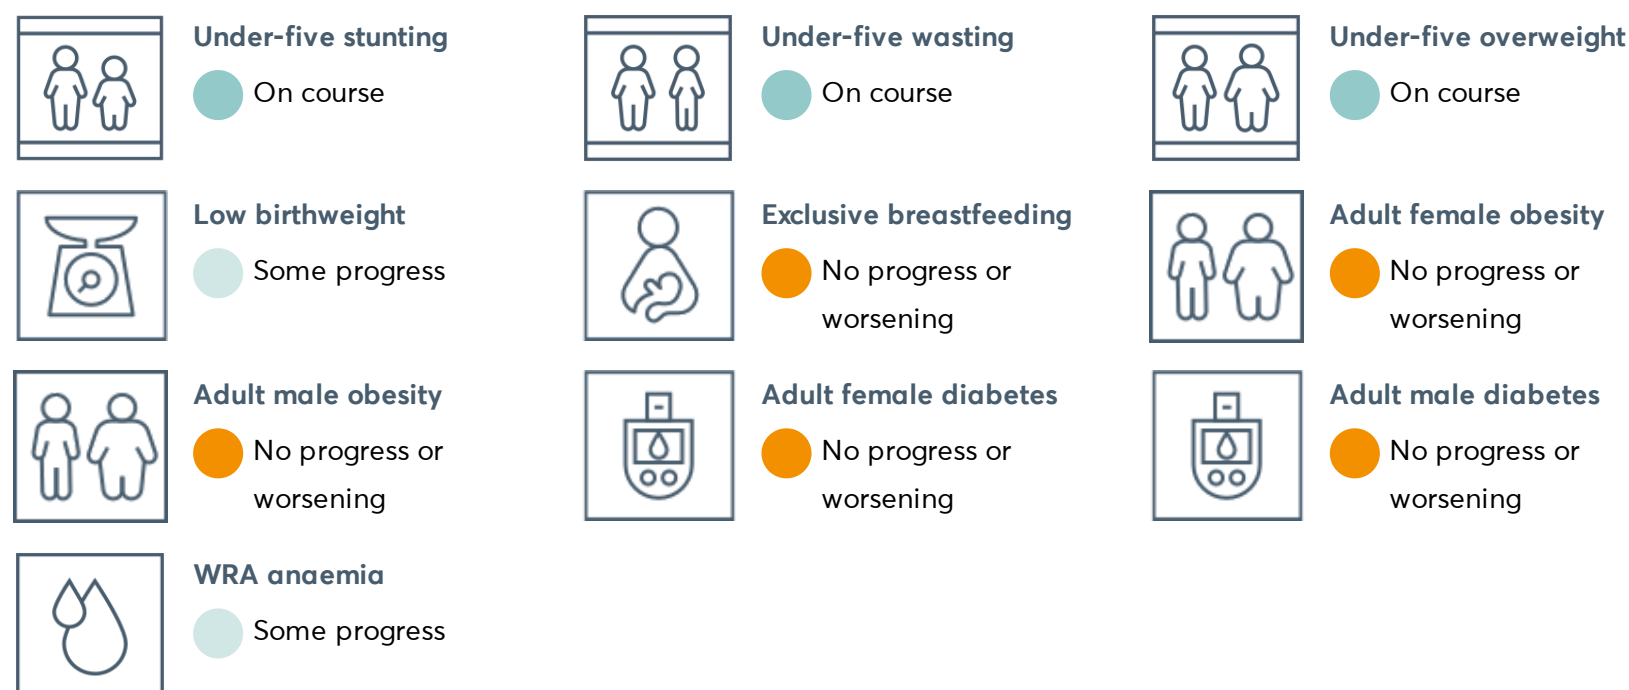 Under-five stunting
On course
Under-five wasting
On course
Under-five overweight
On course
Low birthweight
Some progress
Exclusive breastfeeding
No progress or
worsening
Adult female obesity
No progress or
worsening
Adult male obesity
No progress or
worsening
Adult female diabetes
No progress or
worsening
Adult male diabetes
No progress or
worsening
WRA anaemia
Some progress